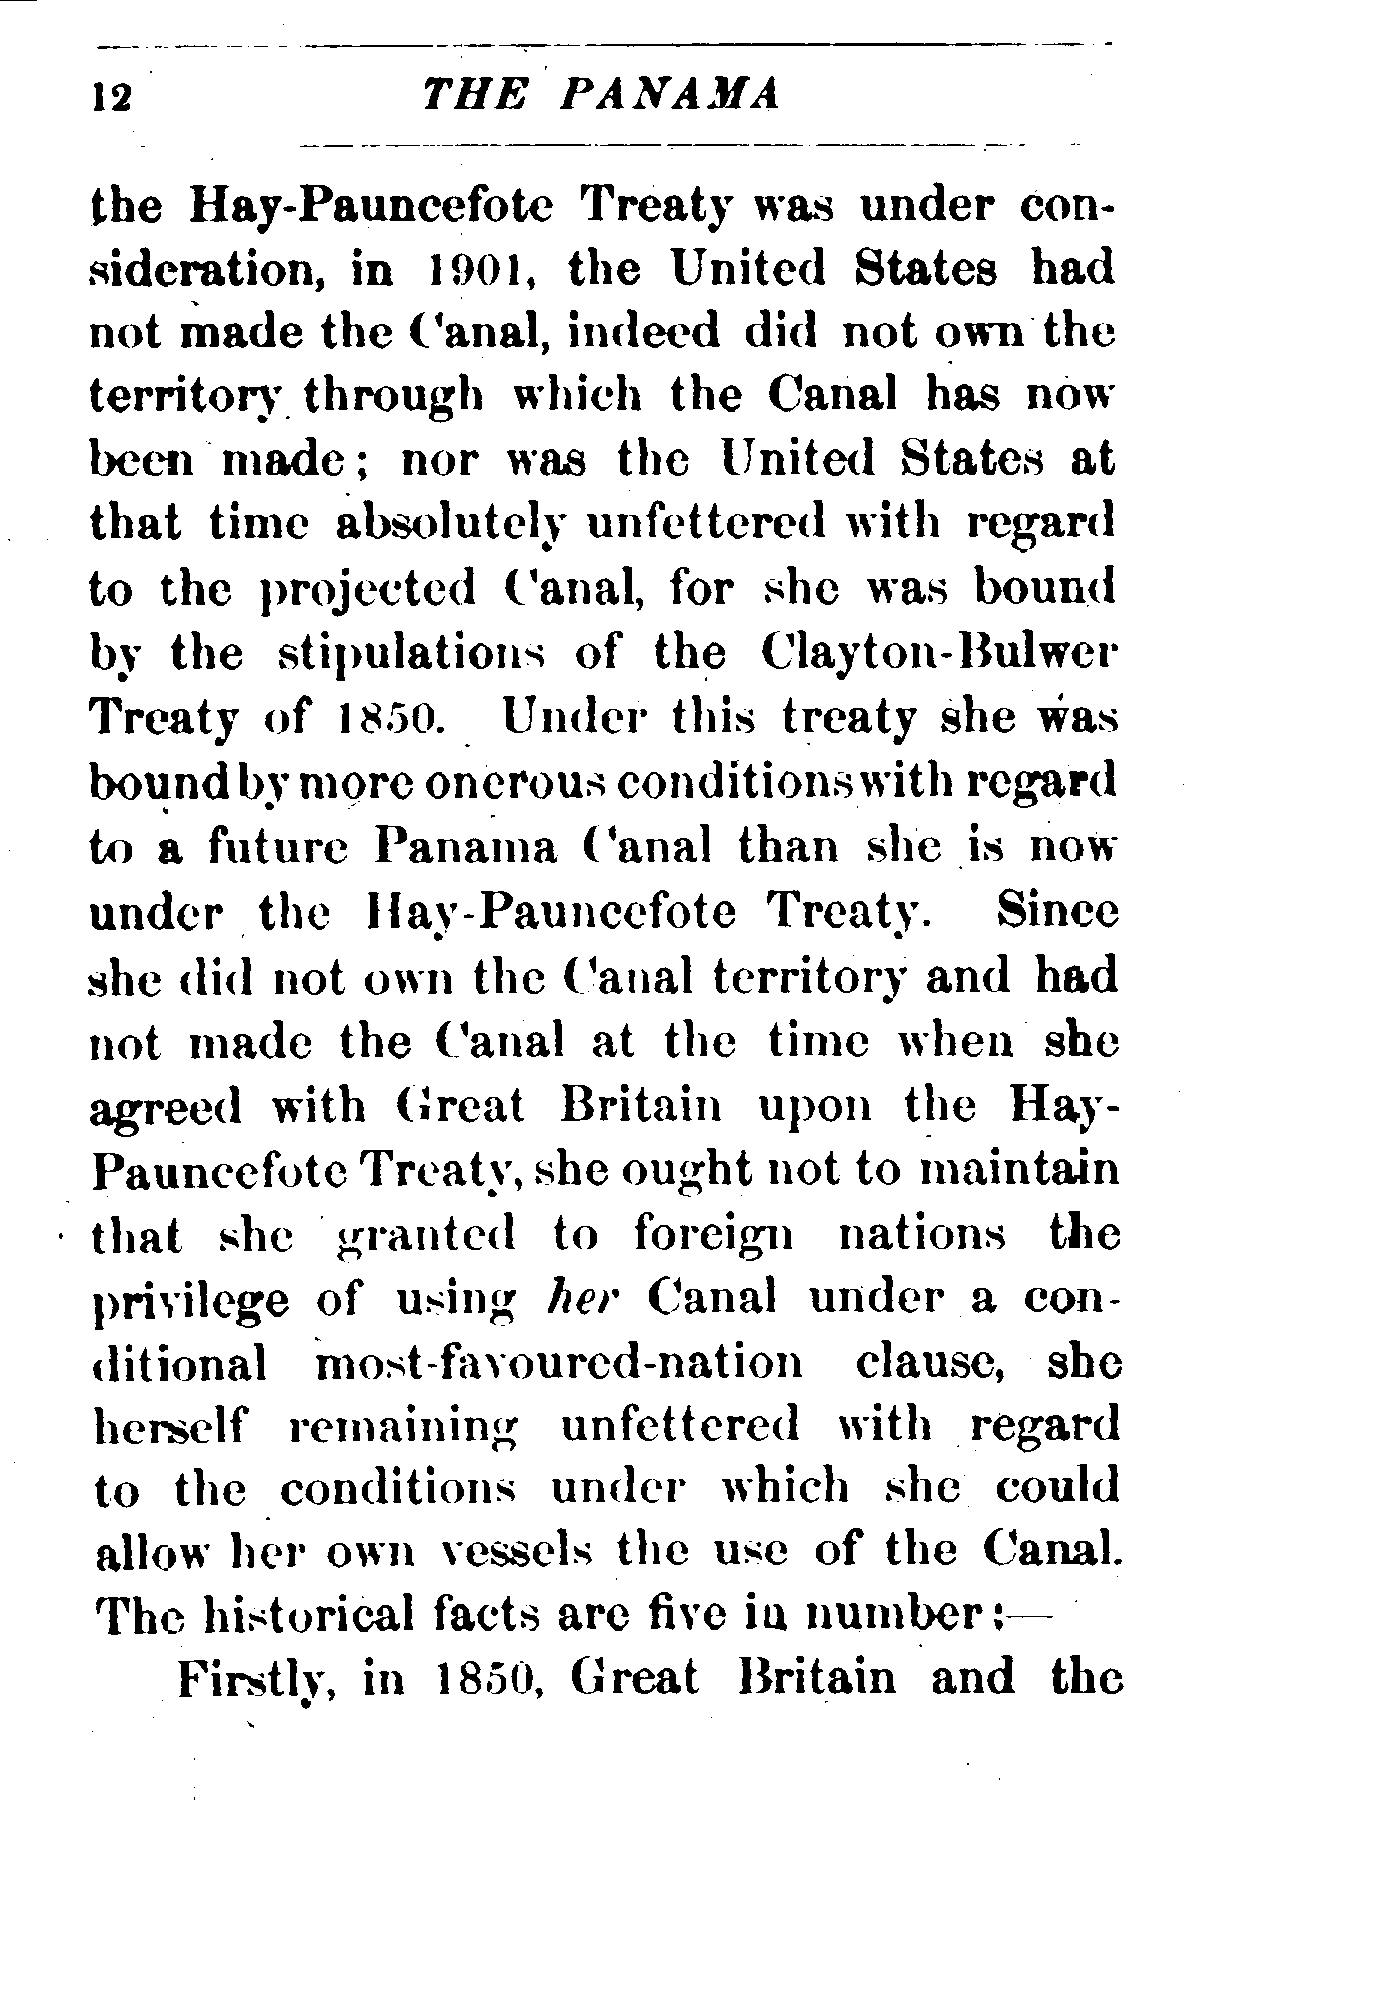 12 THE PANAMA
the Hay-Pauncefote Treaty was under con-
sideration, in 1901, the United States had
not made the Canal, indeed did not own the
territory through which the Canal has now
been made; nor was the United States at
that time absolutely unfettered with regard
to the projected Canal, for she was bound
by the stipulations of the Clayton-Bulwer
Treaty of 1850. Under this treaty she was
bound by more onerous conditions with regard
to a future Panama Canal than she is now
under the Hay-Pauncefote Treaty. Since
she did not own the Canal territory and had
not made the Canal at the time when she
agreed with Great Britain upon the Hay-
Pauncefote Treaty, she ought not to maintain
that she granted to foreign nations the
privilege of using her Canal under a con-
ditional most-favoured-nation clause, she
herself remaining unfettered with regard
to the conditions under which she could
allow her own vessels the use of the Canal.
The historical facts are five in number:—
Firstly, in 1850, Great Britain and the